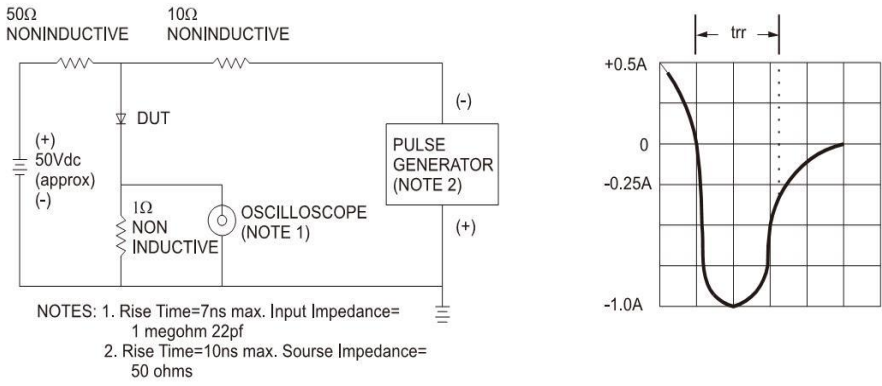 50Ω
NONINDUCTIVE
10Ω
NONINDUCTIVE
DUT
(+)
50Vdc
(approx)
(-)
1Ω
NON
INDUCTIVE
OSCILLOSCOPE
(NOTE 1)
(-)
PULSE
GENERATOR
(NOTE 2)
(+)
NOTES: 1. Rise Time=7ns max. Input Impedance=
1 megohm 22pf
2. Rise Time=10ns max. Sourse Impedance=
50 ohms
trr
+0.5A
0
-0.25A
-1.0A